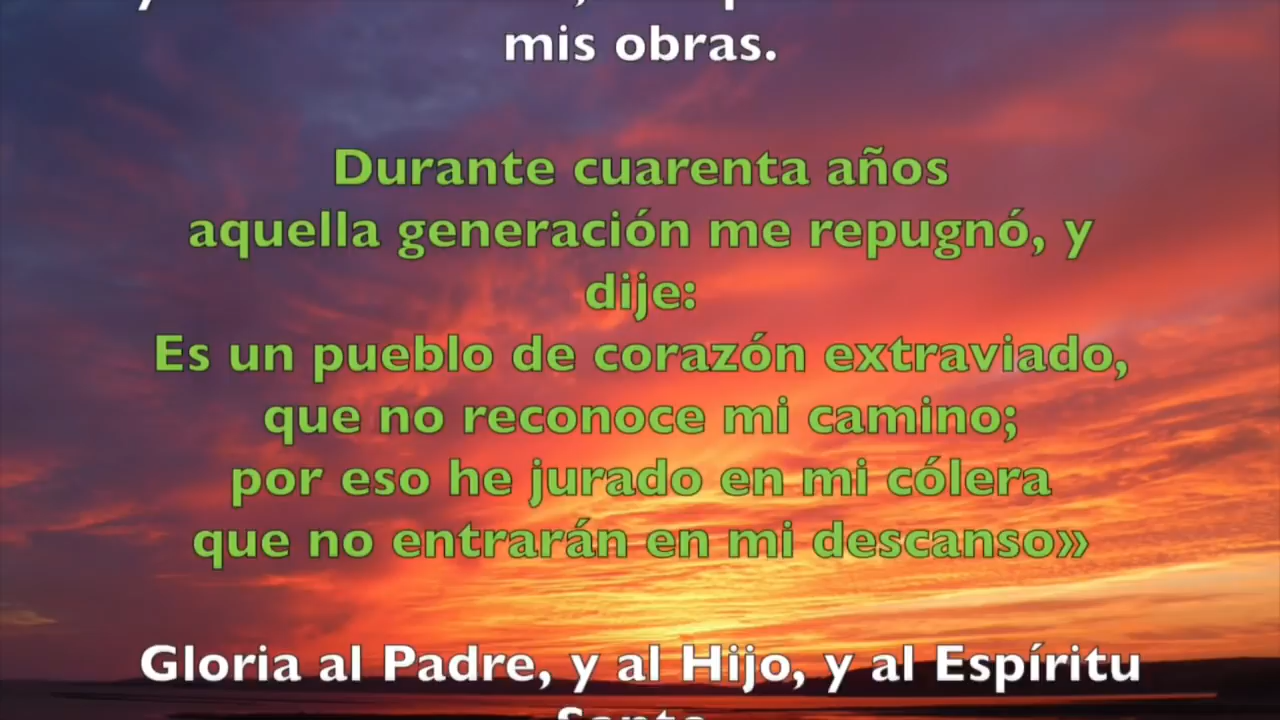 mis obras.
Durante cuarenta años
aquella generación me repugnó, y
dije:
Es un pueblo de corazón extraviado,
que no reconoce mi camino;
por eso he jurado en mi cólera
que no entrarán en mi descanso»
Gloria al Padre, y al Hijo, y al Espíritu